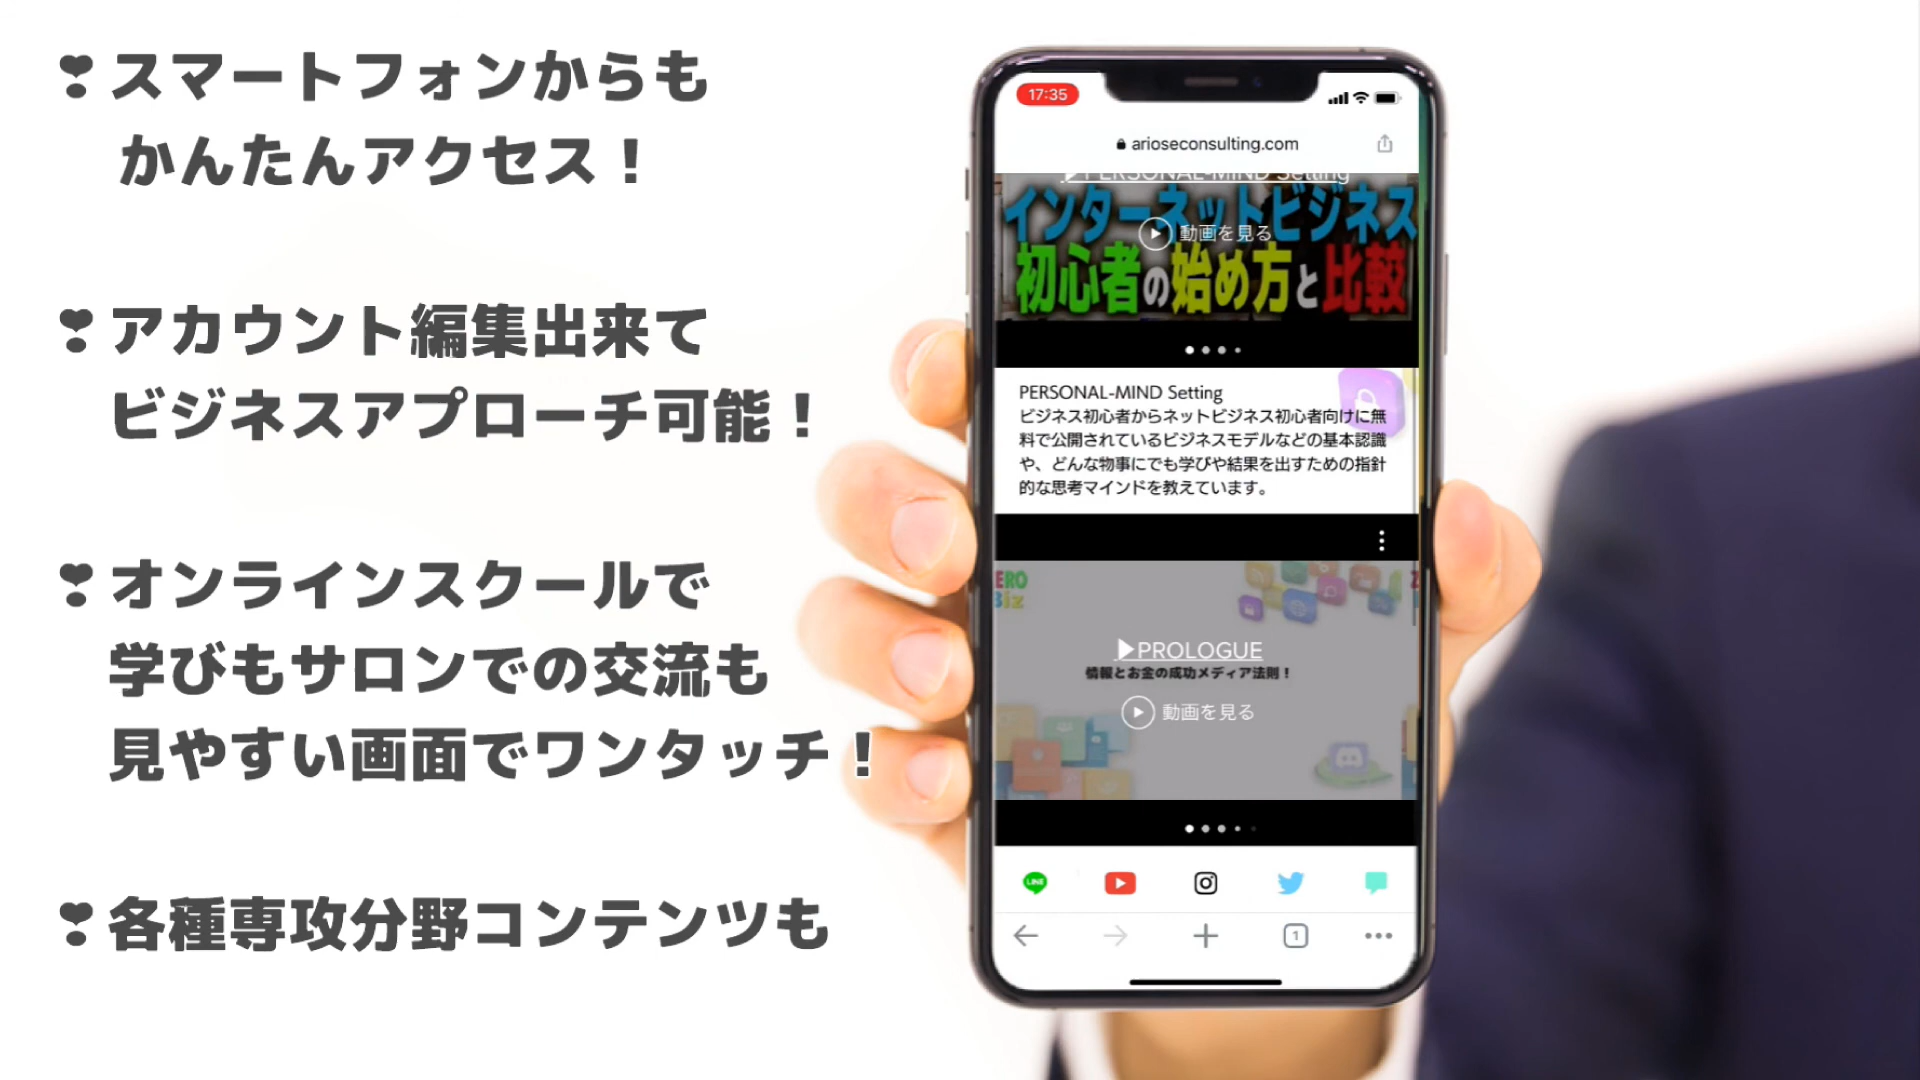 ❣スマートフォンからも
かんたんアクセス！
❣アカウント編集出来て
ビジネスアプローチ可能！
❣オンラインスクールで
学びもサロンでの交流も
見やすい画面でワンタッチ！
❣各種専攻分野コンテンツも
17:35
arioseconsulting.com
▶PERSONAL-MIND Setting
インターネットビジネス
動画を見る
初心者の始め方と比較
PERSONAL-MIND Setting
ビジネス初心者からネットビジネス初心者向けに無
料で公開されているビジネスモデルなどの基本認識
や、どんな物事にでも学びや結果を出すための指針
的な思考マインドを教えています。
ERO
Biz
▶PROLOGUE
情報とお金の成功メディア法則！
動画を見る
LINE
1